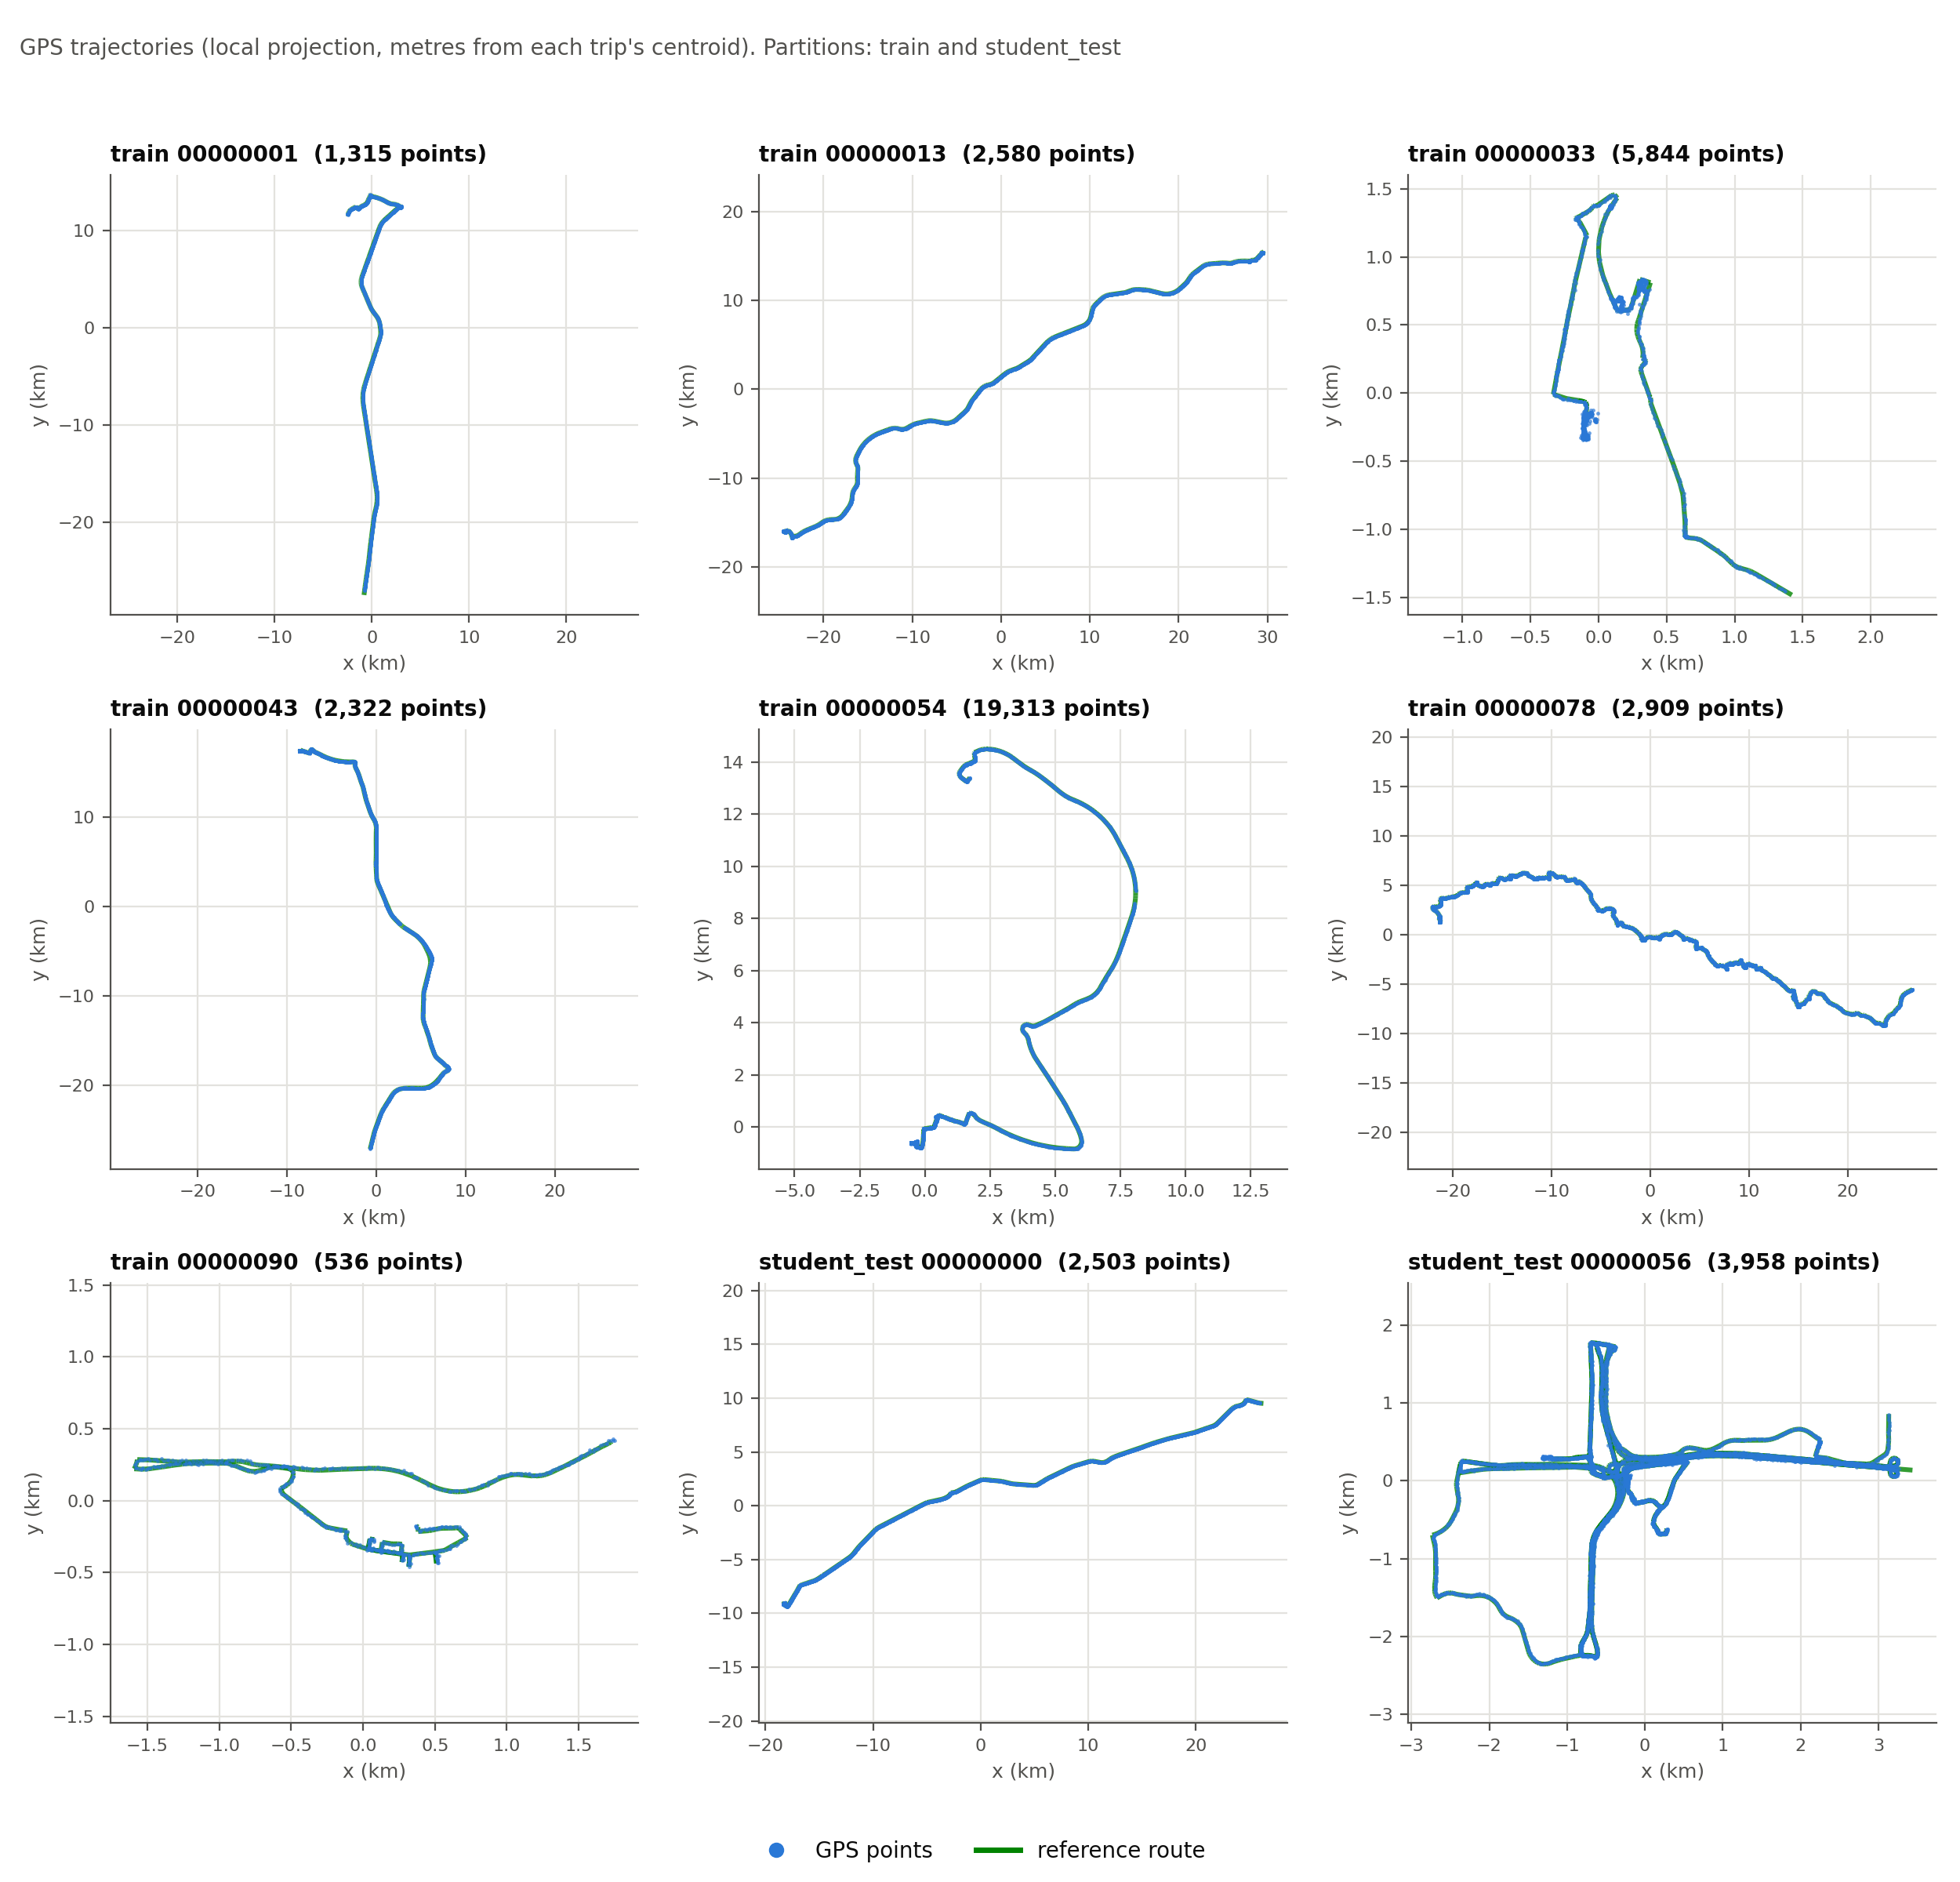 GPS trajectories (local projection, metres from each trip's centroid). Partitions: train and student_test
train 00000001 (1,315 points)
10
0
−10
−20
y (km)
−20 −10 0 10 20
x (km)
train 00000013 (2,580 points)
20
10
0
−10
−20
y (km)
−20 −10 0 10 20 30
x (km)
train 00000033 (5,844 points)
1.5
1.0
0.5
0.0
−0.5
−1.0
−1.5
y (km)
−1.0 −0.5 0.0 0.5 1.0 1.5 2.0
x (km)
train 00000043 (2,322 points)
10
0
−10
−20
y (km)
−20 −10 0 10 20
x (km)
train 00000054 (19,313 points)
14
12
10
8
6
4
2
0
y (km)
−5.0 −2.5 0.0 2.5 5.0 7.5 10.0 12.5
x (km)
train 00000078 (2,909 points)
20
15
10
5
0
−5
−10
−15
−20
y (km)
−20 −10 0 10 20
x (km)
train 00000090 (536 points)
1.5
1.0
0.5
0.0
−0.5
−1.0
−1.5
y (km)
−1.5 −1.0 −0.5 0.0 0.5 1.0 1.5
x (km)
student_test 00000000 (2,503 points)
20
15
10
5
0
−5
−10
−15
−20
y (km)
−20 −10 0 10 20
x (km)
student_test 00000056 (3,958 points)
2
1
0
−1
−2
−3
y (km)
−3 −2 −1 0 1 2 3
x (km)
GPS points
reference route